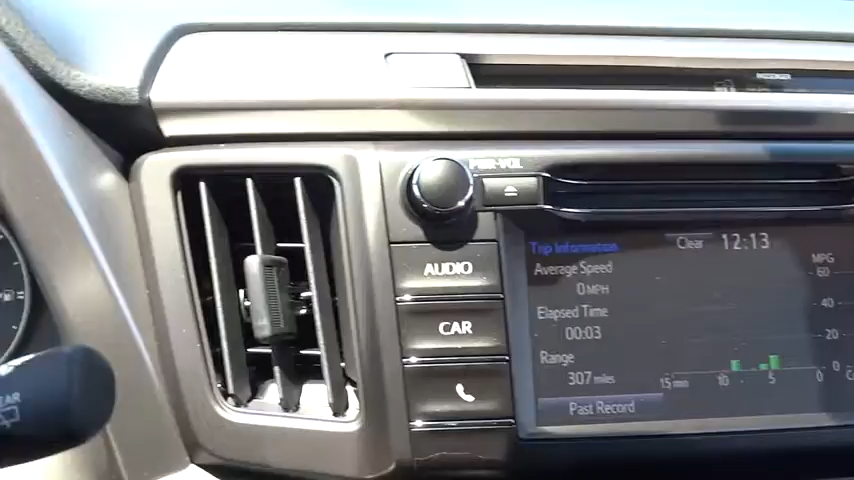 PWR·VOL
AUDIO
CAR
Trip Information
Clear
12:13
Average Speed
0 MPH
Elapsed Time
00:03
Range
307 miles
Past Record
MPG
60
40
20
0
15 min
10
5
0
EAR